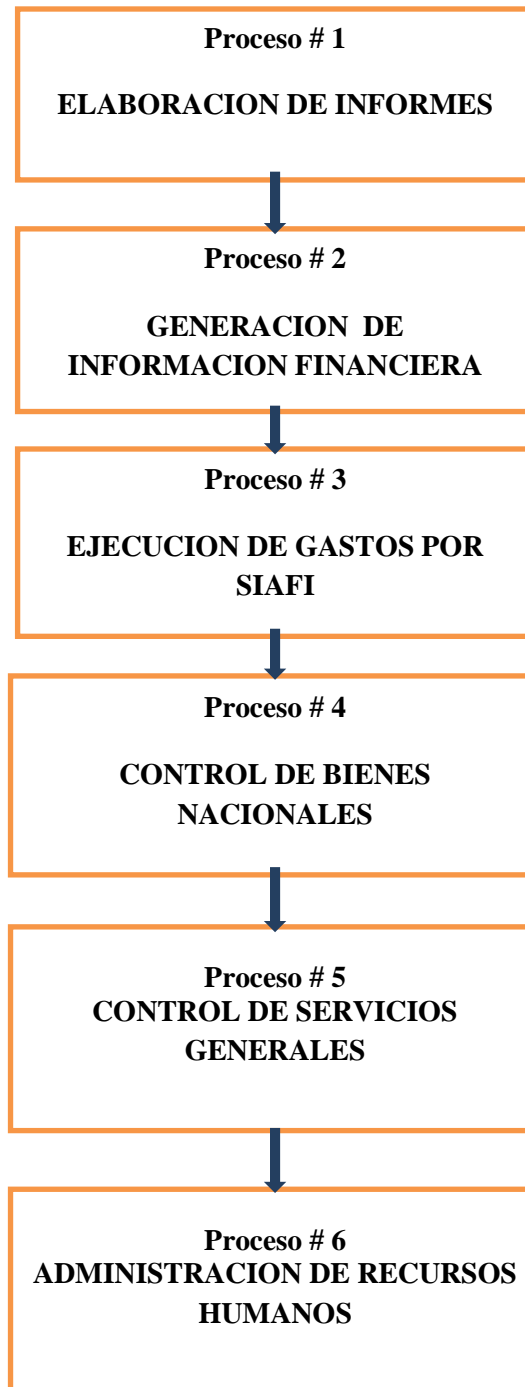 Proceso # 1
ELABORACION DE INFORMES
Proceso # 2
GENERACION DE
INFORMACION FINANCIERA
Proceso # 3
EJECUCION DE GASTOS POR
SIAFI
Proceso # 4
CONTROL DE BIENES
NACIONALES
Proceso # 5
CONTROL DE SERVICIOS
GENERALES
Proceso # 6
ADMINISTRACION DE RECURSOS
HUMANOS